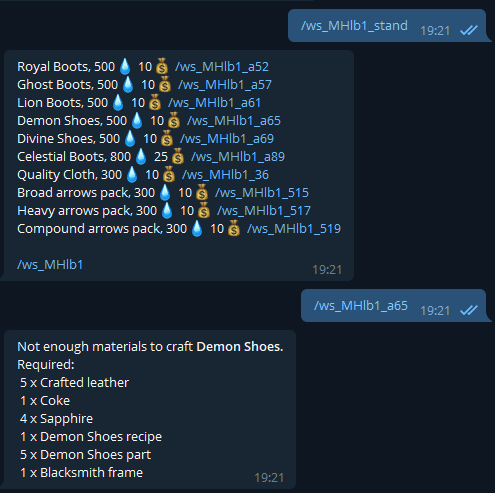 /ws_MHlb1_stand 19:21
Royal Boots, 500💧 10💰 /ws_MHlb1_a52
Ghost Boots, 500💧 10💰 /ws_MHlb1_a57
Lion Boots, 500💧 10💰 /ws_MHlb1_a61
Demon Shoes, 500💧 10💰 /ws_MHlb1_a65
Divine Shoes, 500💧 10💰 /ws_MHlb1_a69
Celestial Boots, 800💧 25💰 /ws_MHlb1_a89
Quality Cloth, 300💧 10💰 /ws_MHlb1_36
Broad arrows pack, 300💧 10💰 /ws_MHlb1_515
Heavy arrows pack, 300💧 10💰 /ws_MHlb1_517
Compound arrows pack, 300💧 10💰 /ws_MHlb1_519
/ws_MHlb1
19:21
/ws_MHlb1_a65 19:21
Not enough materials to craft Demon Shoes.
Required:
5 x Crafted leather
1 x Coke
4 x Sapphire
1 x Demon Shoes recipe
5 x Demon Shoes part
1 x Blacksmith frame
19:21